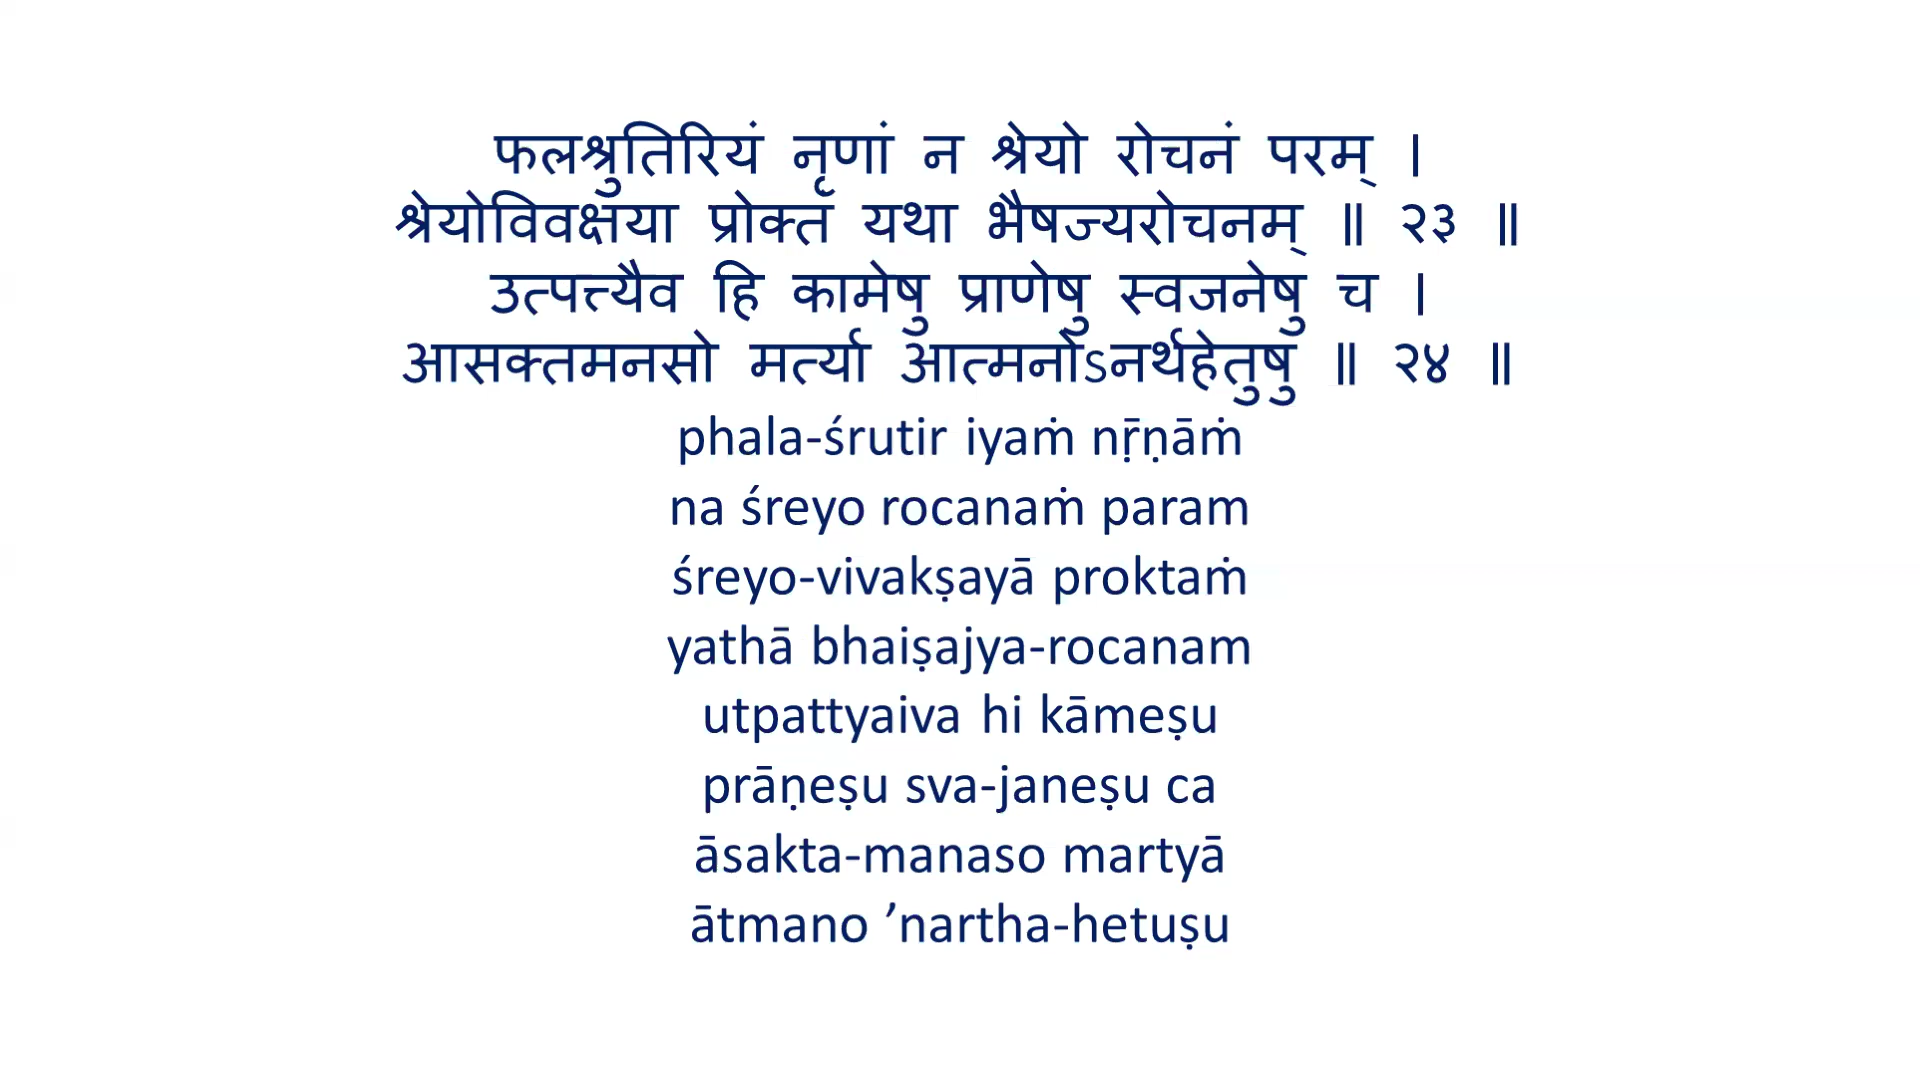 फलश्रुतिरियं नृणां न श्रेयो रोचनं परम् ।
श्रेयोविवक्षया प्रोक्तं यथा भैषज्यरोचनम् ॥ २३ ॥
उत्पत्त्यैव हि कामेषु प्राणेषु स्वजनेषु च ।
आसक्तमनसो मर्त्या आत्मनोऽनर्थहेतुषु ॥ २४ ॥
phala-śrutir iyaṁ nṝṇāṁ
na śreyo rocanaṁ param
śreyo-vivakṣayā proktaṁ
yathā bhaiṣajya-rocanam
utpattyaiva hi kāmeṣu
prāṇeṣu sva-janeṣu ca
āsakta-manaso martyā
ātmano ’nartha-hetuṣu